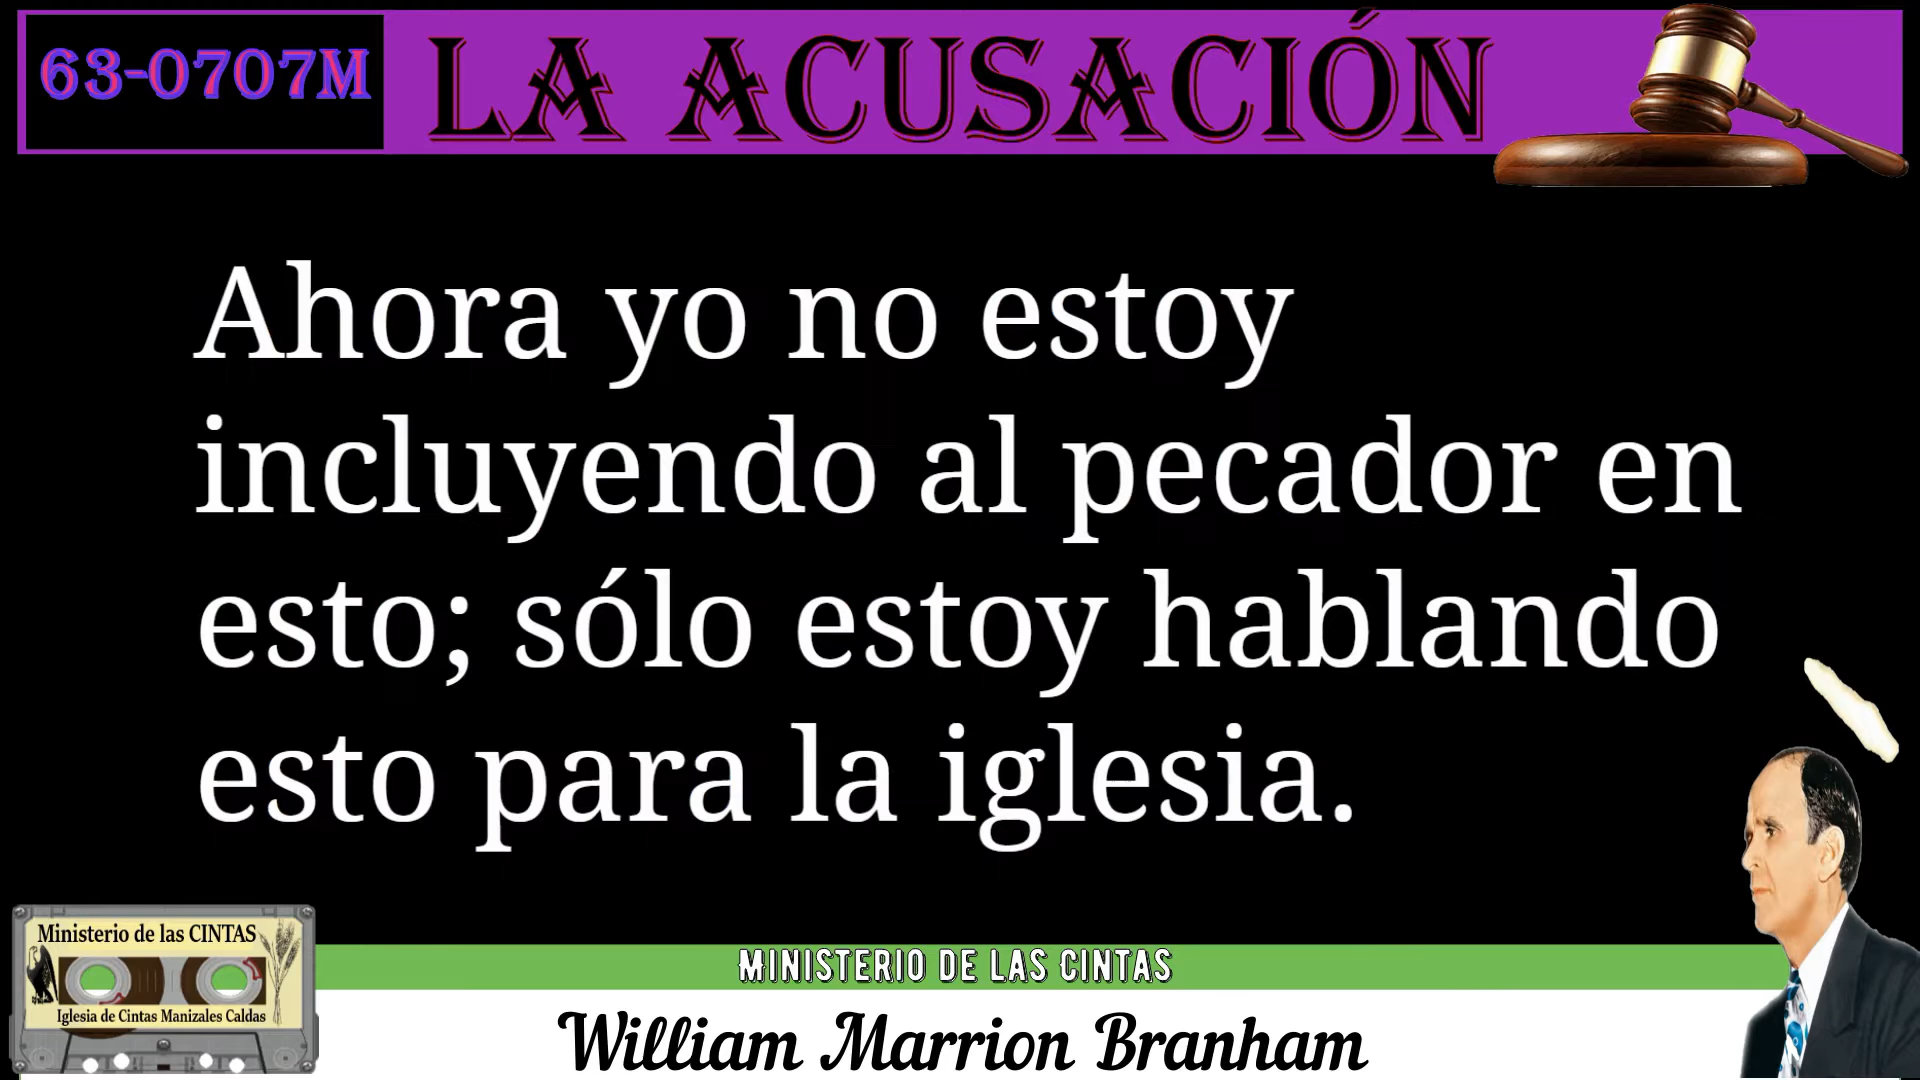 63-0707M
LA ACUSACIÓN
Ahora yo no estoy
incluyendo al pecador en
esto; sólo estoy hablando
esto para la iglesia.
Ministerio de las CINTAS
Iglesia de Cintas Manizales Caldas
MINISTERIO DE LAS CINTAS
William Marrion Branham